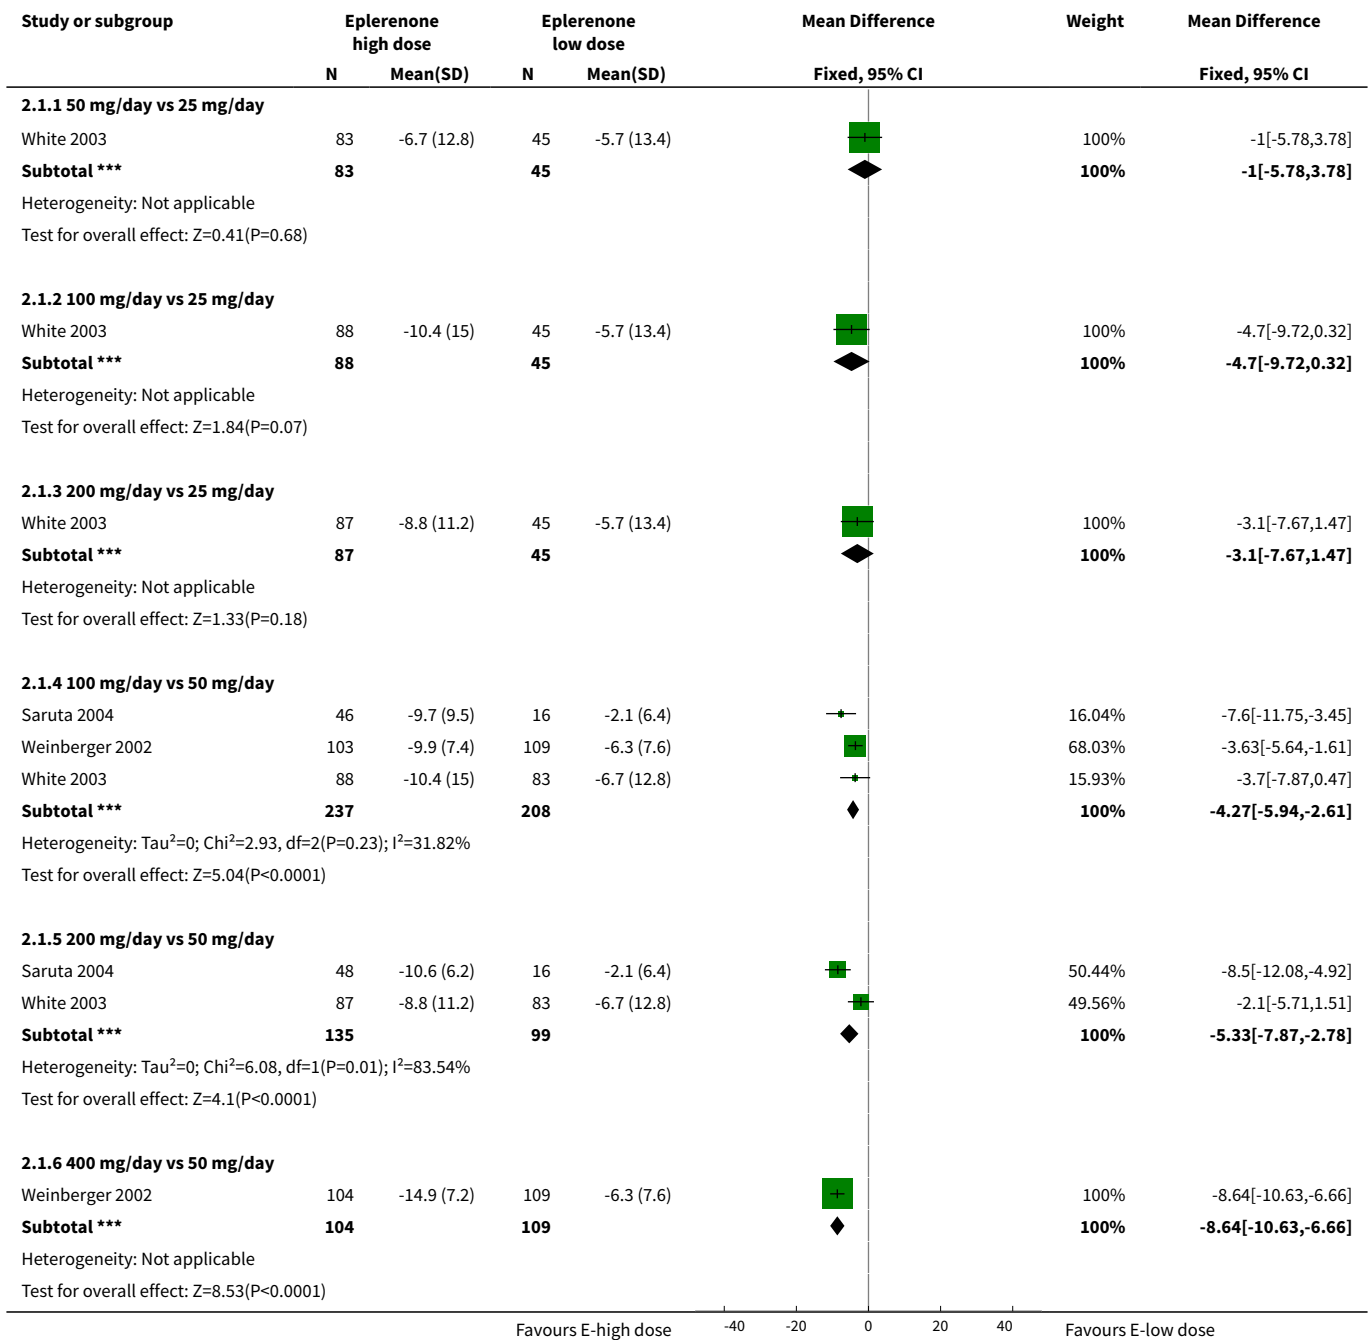 Study or subgroup Eplerenone high dose Eplerenone low dose Mean Difference Weight Mean Difference
N Mean(SD) N Mean(SD) Fixed, 95% CI Fixed, 95% CI
2.1.1 50 mg/day vs 25 mg/day
White 2003 83 -6.7 (12.8) 45 -5.7 (13.4) 100% -1[-5.78,3.78]
Subtotal *** 83 45 100% -1[-5.78,3.78]
Heterogeneity: Not applicable
Test for overall effect: Z=0.41(P=0.68)
2.1.2 100 mg/day vs 25 mg/day
White 2003 88 -10.4 (15) 45 -5.7 (13.4) 100% -4.7[-9.72,0.32]
Subtotal *** 88 45 100% -4.7[-9.72,0.32]
Heterogeneity: Not applicable
Test for overall effect: Z=1.84(P=0.07)
2.1.3 200 mg/day vs 25 mg/day
White 2003 87 -8.8 (11.2) 45 -5.7 (13.4) 100% -3.1[-7.67,1.47]
Subtotal *** 87 45 100% -3.1[-7.67,1.47]
Heterogeneity: Not applicable
Test for overall effect: Z=1.33(P=0.18)
2.1.4 100 mg/day vs 50 mg/day
Saruta 2004 46 -9.7 (9.5) 16 -2.1 (6.4) 16.04% -7.6[-11.75,-3.45]
Weinberger 2002 103 -9.9 (7.4) 109 -6.3 (7.6) 68.03% -3.63[-5.64,-1.61]
White 2003 88 -10.4 (15) 83 -6.7 (12.8) 15.93% -3.7[-7.87,0.47]
Subtotal *** 237 208 100% -4.27[-5.94,-2.61]
Heterogeneity: Tau²=0; Chi²=2.93, df=2(P=0.23); I²=31.82%
Test for overall effect: Z=5.04(P<0.0001)
2.1.5 200 mg/day vs 50 mg/day
Saruta 2004 48 -10.6 (6.2) 16 -2.1 (6.4) 50.44% -8.5[-12.08,-4.92]
White 2003 87 -8.8 (11.2) 83 -6.7 (12.8) 49.56% -2.1[-5.71,1.51]
Subtotal *** 135 99 100% -5.33[-7.87,-2.78]
Heterogeneity: Tau²=0; Chi²=6.08, df=1(P=0.01); I²=83.54%
Test for overall effect: Z=4.1(P<0.0001)
2.1.6 400 mg/day vs 50 mg/day
Weinberger 2002 104 -14.9 (7.2) 109 -6.3 (7.6) 100% -8.64[-10.63,-6.66]
Subtotal *** 104 109 100% -8.64[-10.63,-6.66]
Heterogeneity: Not applicable
Test for overall effect: Z=8.53(P<0.0001)
Favours E-high dose -40 -20 0 20 40 Favours E-low dose